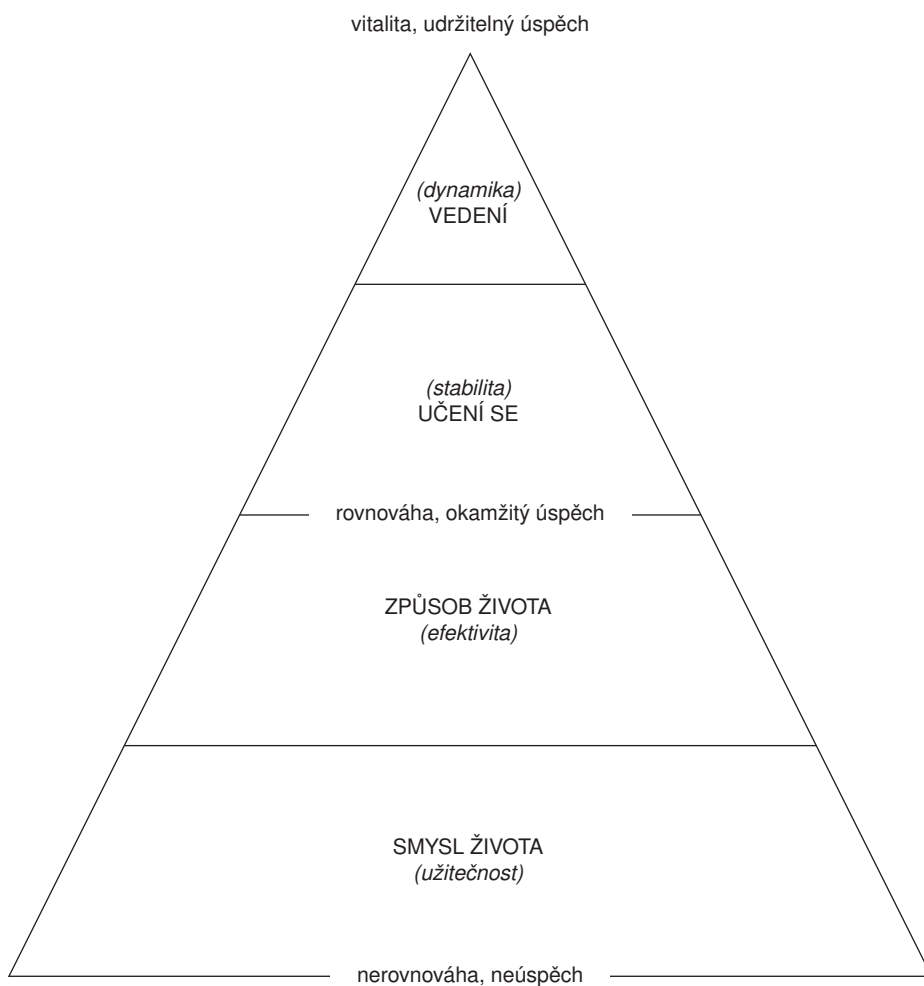 vitalita, udržitelný úspěch
(dynamika)
VEDENÍ
(stabilita)
UČENÍ SE
rovnováha, okamžitý úspěch
ZPŮSOB ŽIVOTA
(efektivita)
SMYSL ŽIVOTA
(užitečnost)
nerovnováha, neúspěch